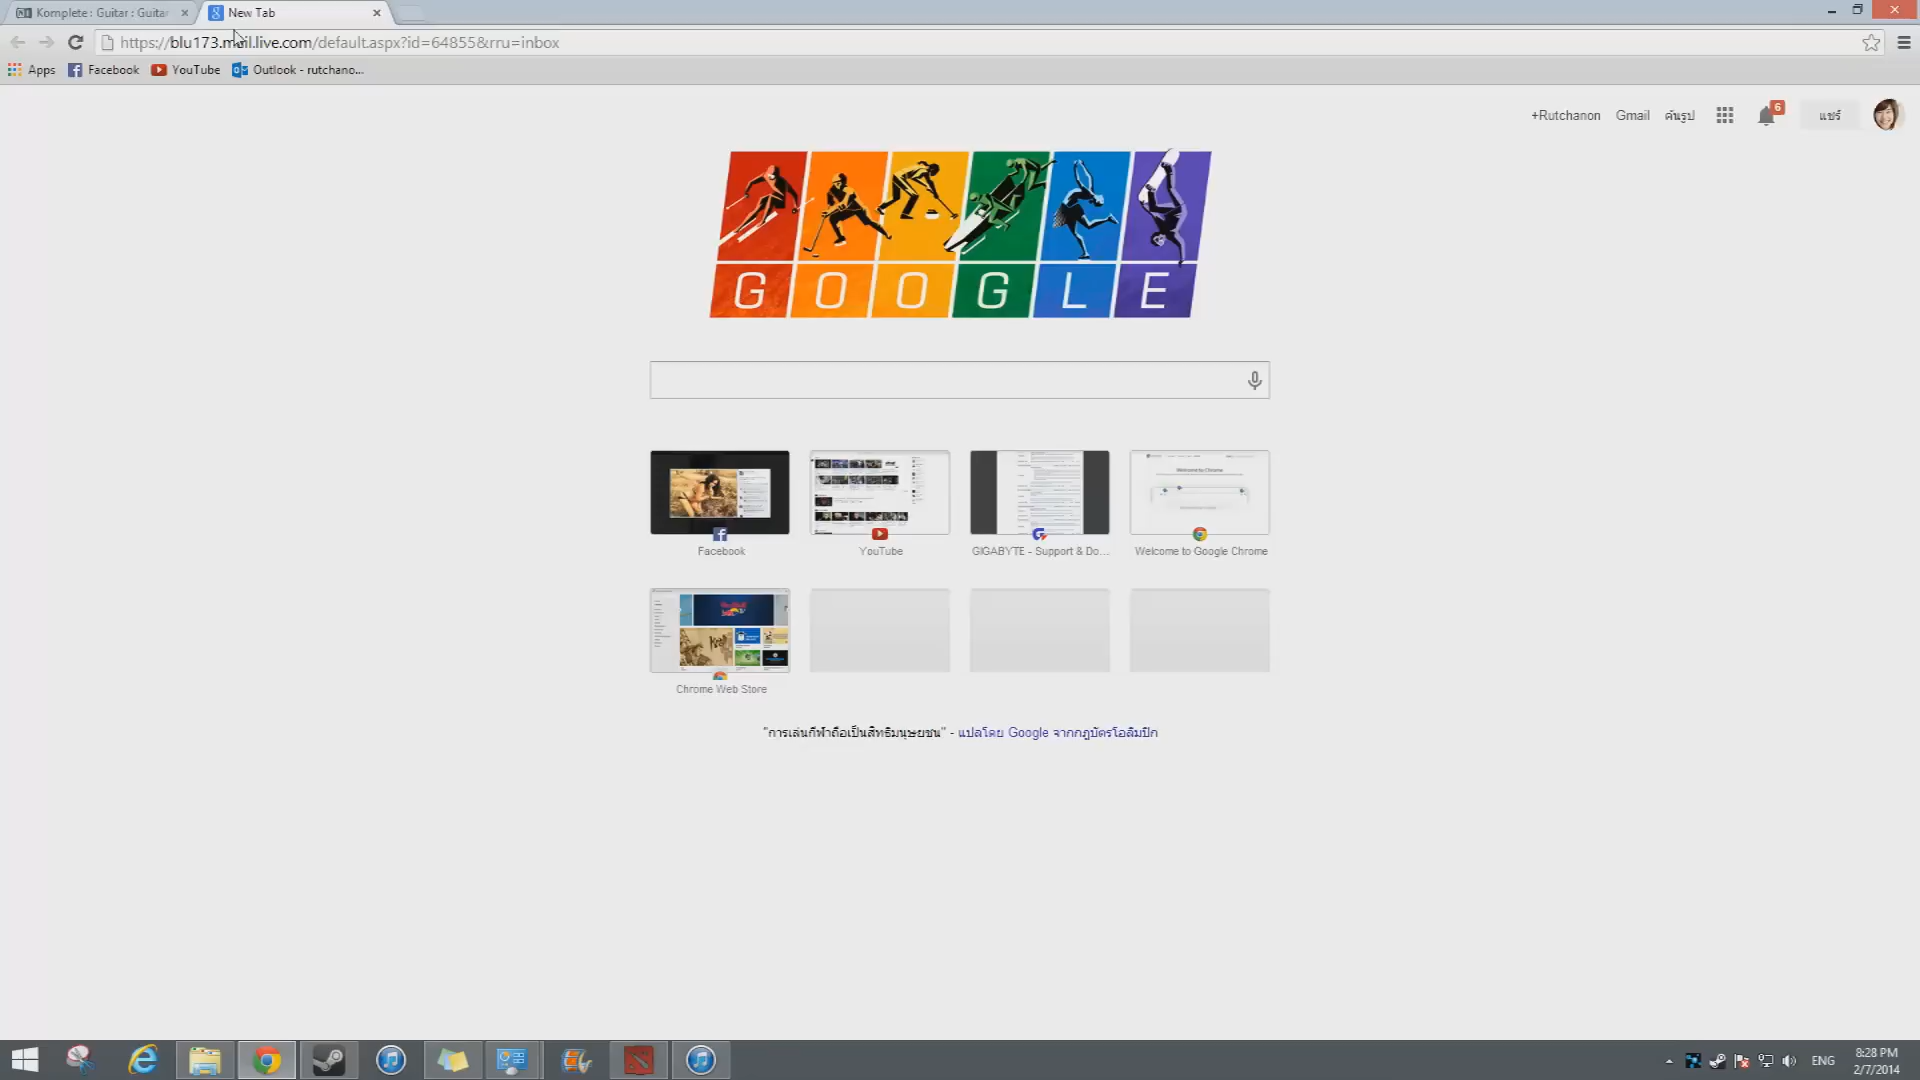 Komplete : Guitar : Guita
New Tab
https://blu173.mail.live.com/default.aspx?id=64855&rru=inbox
Apps
Facebook
YouTube
Outlook - rutchano...
+Rutchanon
Gmail
ค้นรูป
6
แชร์
GOOGLE
Facebook
YouTube
GIGABYTE - Support & Do...
Welcome to Google Chrome
Chrome Web Store
"การเล่นกีฬาถือเป็นสิทธิมนุษยชน" - แปลโดย Google จากกฎบัตรโอลิมปิก
ENG
8:28 PM
2/7/2014